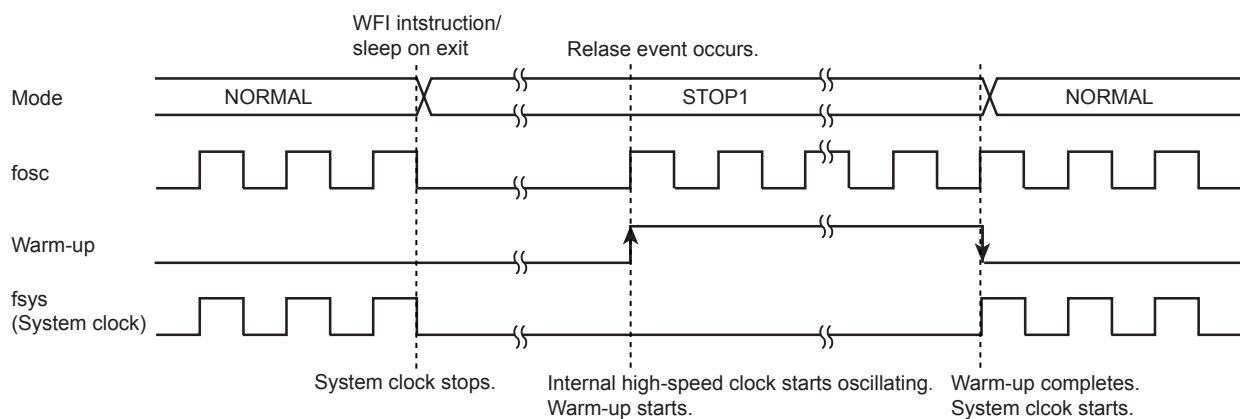 WFI intstruction/
sleep on exit
Relase event occurs.
Mode
NORMAL
STOP1
NORMAL
fosc
Warm-up
fsys
(System clock)
System clock stops.
Internal high-speed clock starts oscillating.
Warm-up starts.
Warm-up completes.
System clcok starts.